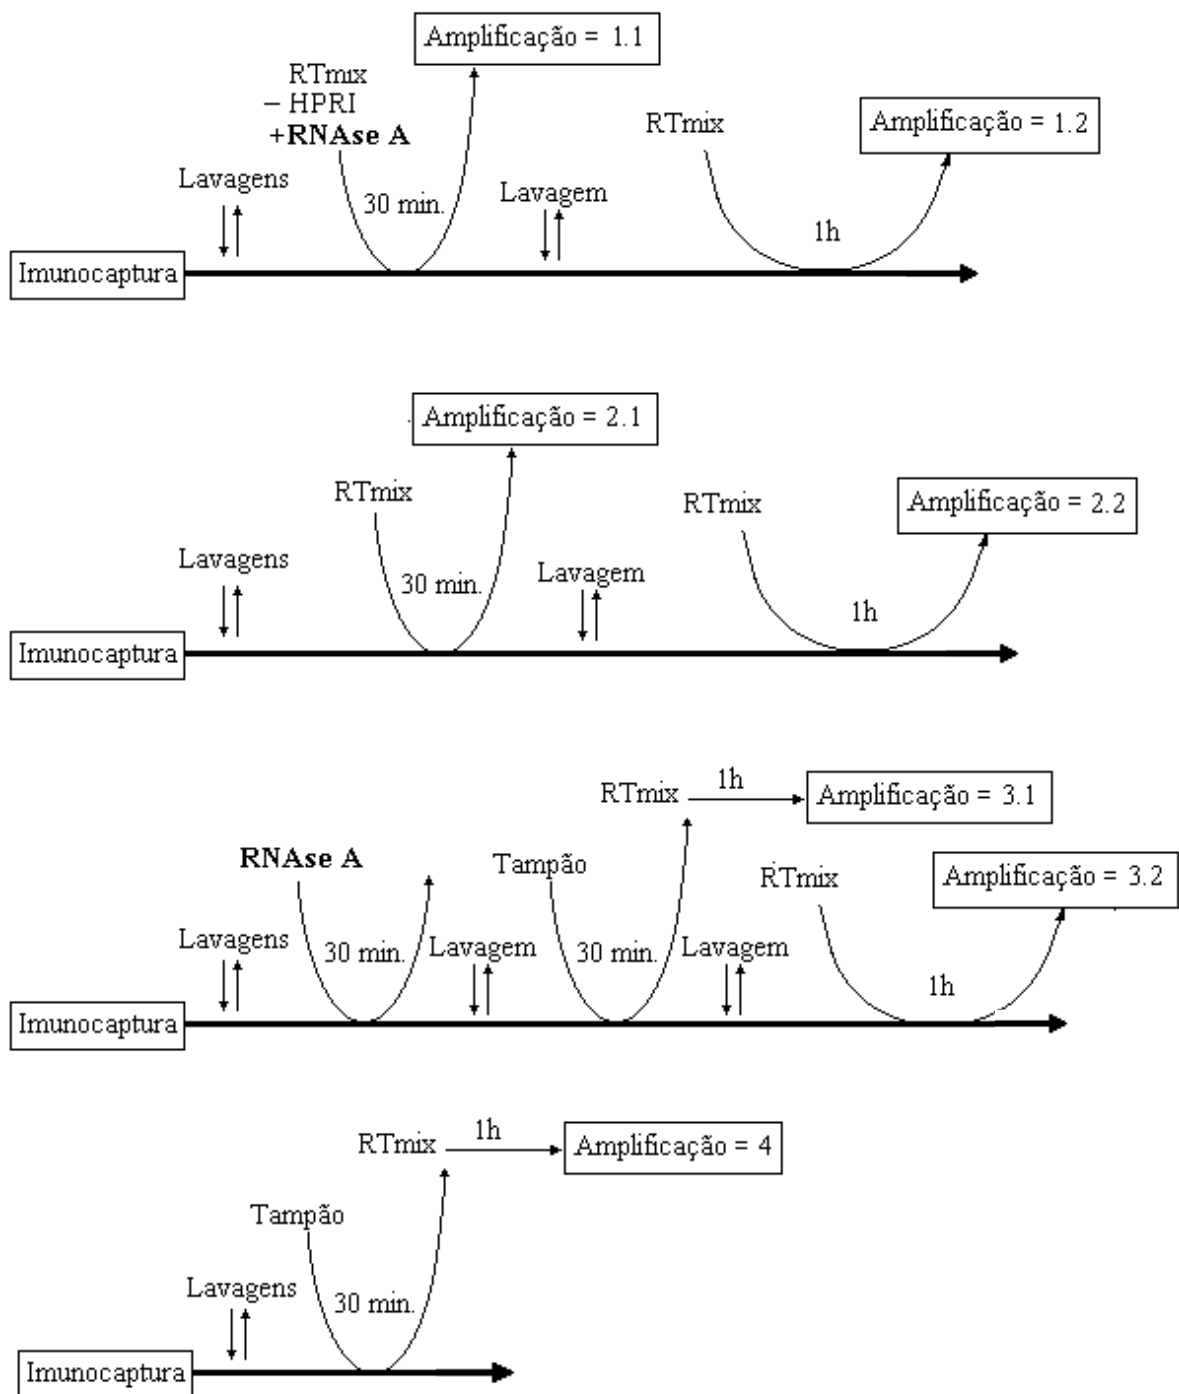 Amplificação = 1.1
RTmix
– HPRI
+RNAse A
RTmix
Amplificação = 1.2
Lavagens
30 min.
Lavagem
1h
Imunocaptura
Amplificação = 2.1
RTmix
RTmix
Amplificação = 2.2
Lavagens
30 min.
Lavagem
1h
Imunocaptura
RTmix
1h
Amplificação = 3.1
RNAse A
Tampão
RTmix
Amplificação = 3.2
Lavagens
30 min.
Lavagem
30 min.
Lavagem
1h
Imunocaptura
RTmix
1h
Amplificação = 4
Tampão
Lavagens
30 min.
Imunocaptura